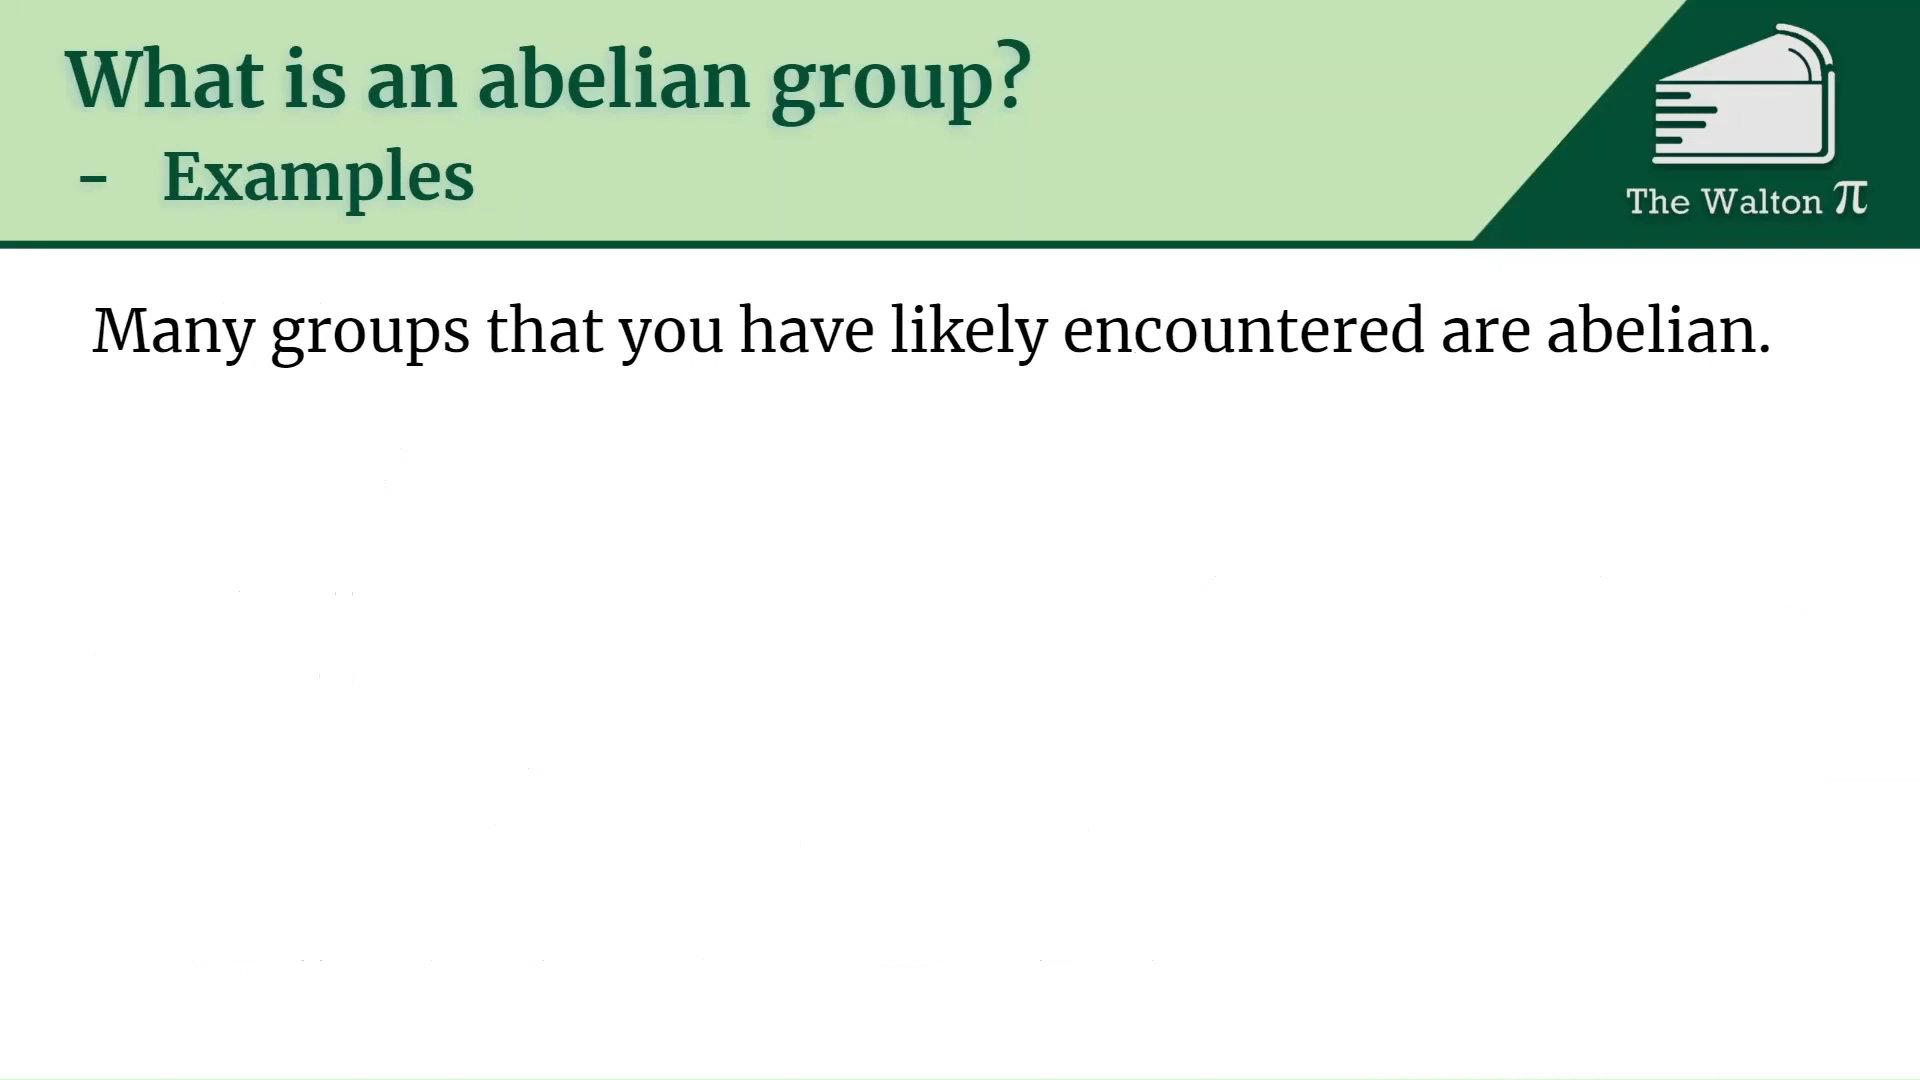 What is an abelian group?
- Examples
The Walton π
Many groups that you have likely encountered are abelian.